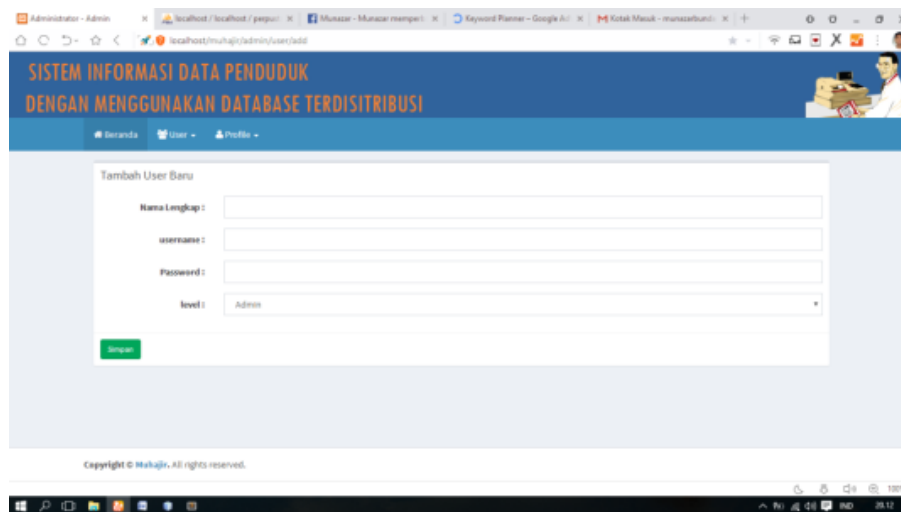 Administrator - Admin
localhost / localhost / perpus
Munazar - Munazar memperb
Keyword Planner - Google Ad
Kotak Masuk - munazarbund
localhost/muhajir/admin/user/add
SISTEM INFORMASI DATA PENDUDUK
DENGAN MENGGUNAKAN DATABASE TERDISITRIBUSI
Beranda User Profile
Tambah User Baru
Nama Lengkap :
username :
Password :
level : Admin
Simpan
Copyright © Muhajir. All rights reserved.
100
IND 20.12